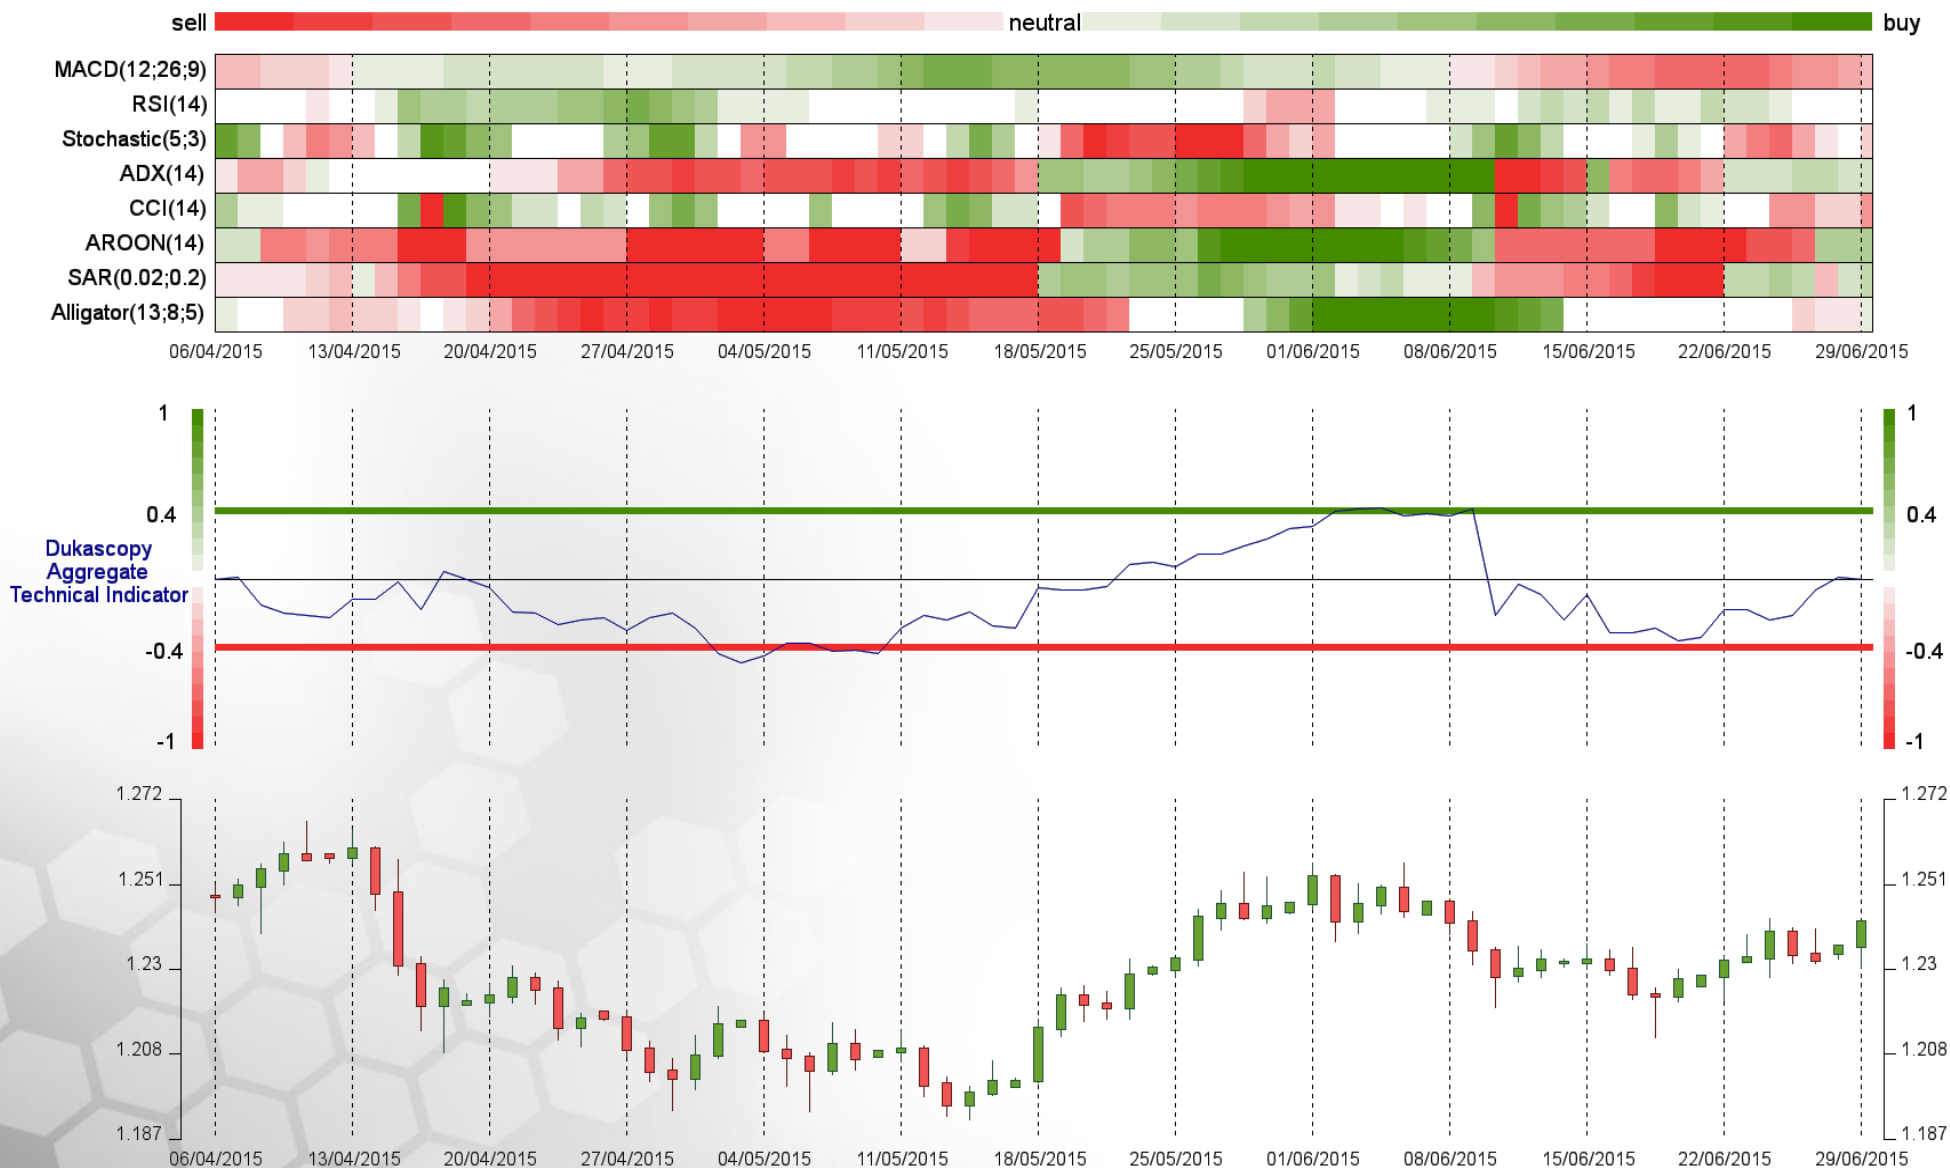 sell neutral buy
MACD(12;26;9)
RSI(14)
Stochastic(5;3)
ADX(14)
CCI(14)
AROON(14)
SAR(0.02;0.2)
Alligator(13;8;5)
06/04/2015 13/04/2015 20/04/2015 27/04/2015 04/05/2015 11/05/2015 18/05/2015 25/05/2015 01/06/2015 08/06/2015 15/06/2015 22/06/2015 29/06/2015
1 1
0.4 0.4
Dukascopy
Aggregate
Technical Indicator
-0.4 -0.4
-1 -1
1.272 1.272
1.251 1.251
1.23 1.23
1.208 1.208
1.187 1.187
06/04/2015 13/04/2015 20/04/2015 27/04/2015 04/05/2015 11/05/2015 18/05/2015 25/05/2015 01/06/2015 08/06/2015 15/06/2015 22/06/2015 29/06/2015